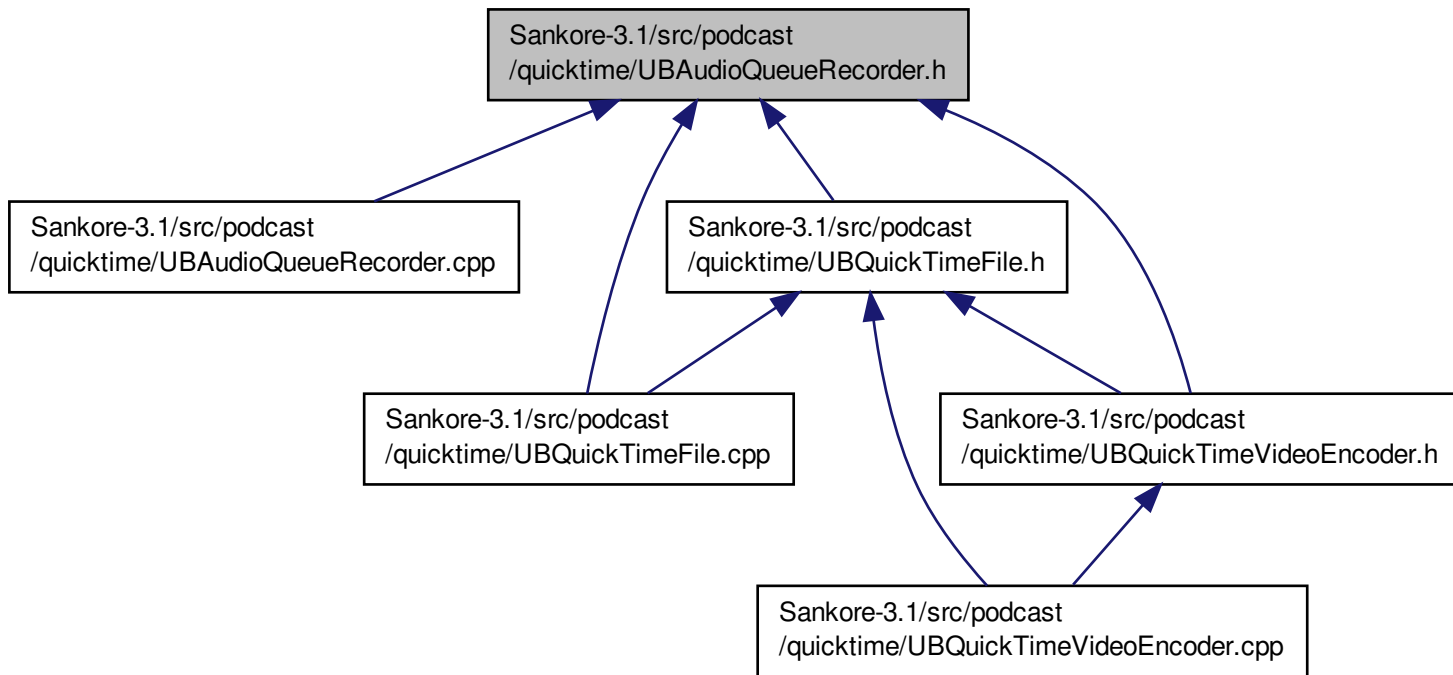 Sankore-3.1/src/podcast
/quicktime/UBAudioQueueRecorder.h
Sankore-3.1/src/podcast
/quicktime/UBAudioQueueRecorder.cpp
Sankore-3.1/src/podcast
/quicktime/UBQuickTimeFile.h
Sankore-3.1/src/podcast
/quicktime/UBQuickTimeFile.cpp
Sankore-3.1/src/podcast
/quicktime/UBQuickTimeVideoEncoder.h
Sankore-3.1/src/podcast
/quicktime/UBQuickTimeVideoEncoder.cpp